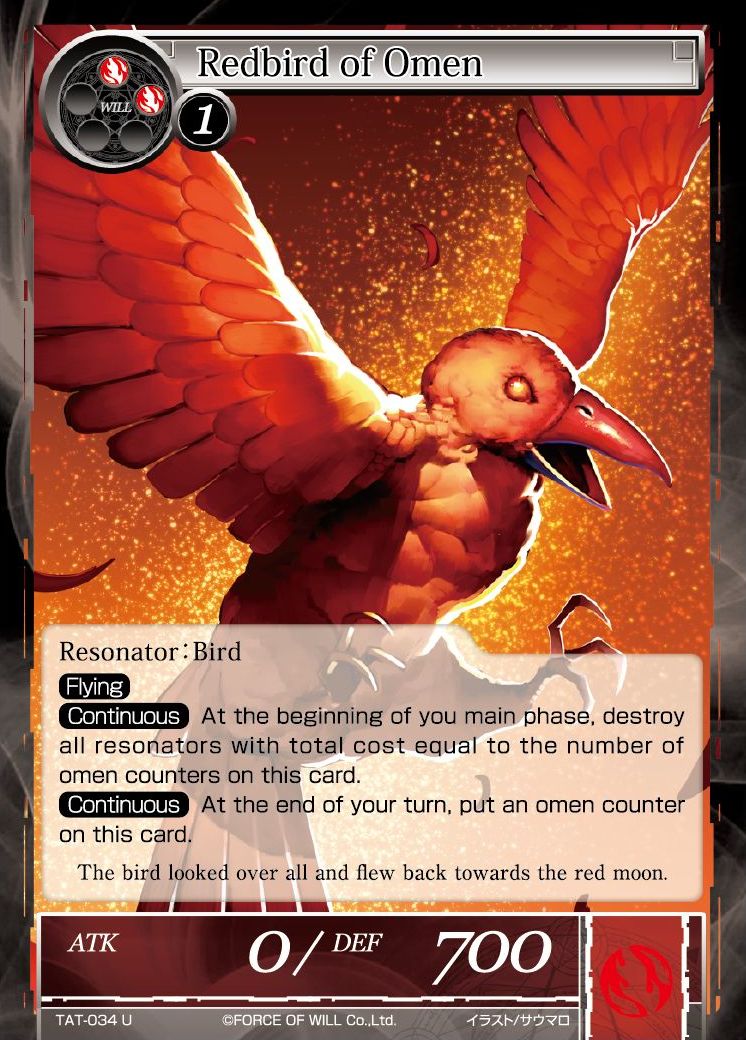 Redbird of Omen
WILL
1
Resonator:Bird
Flying
Continuous At the beginning of you main phase, destroy
all resonators with total cost equal to the number of
omen counters on this card.
Continuous At the end of your turn, put an omen counter
on this card.
The bird looked over all and flew back towards the red moon.
ATK 0/ DEF 700
TAT-034 U ©FORCE OF WILL Co.,Ltd. イラスト/サウマロ